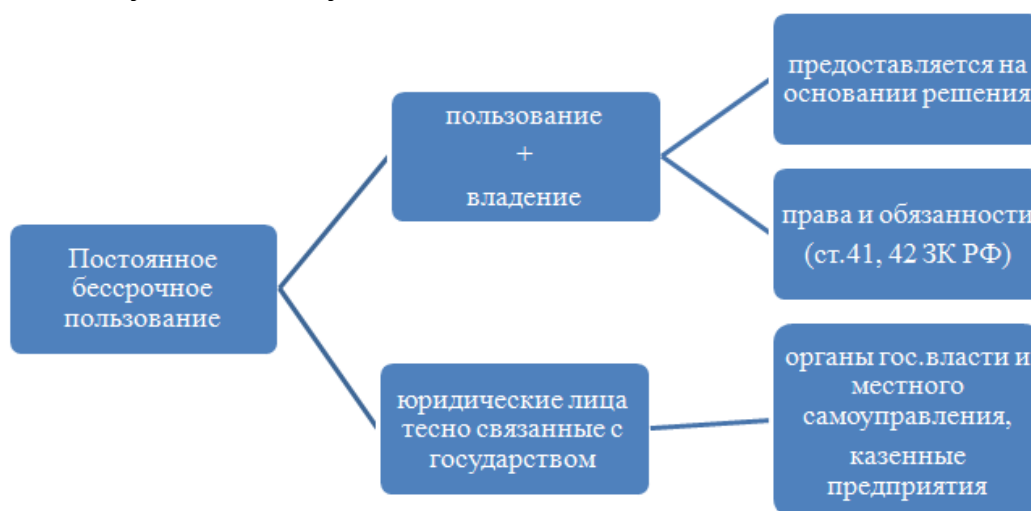 Постоянное
бессрочное
пользование
пользование
+
владение
предоставляется на
основании решения
права и обязанности
(ст.41, 42 ЗК РФ)
юридические лица
тесно связанные с
государством
органы гос.власти и
местного
самоуправления,
казенные
предприятия